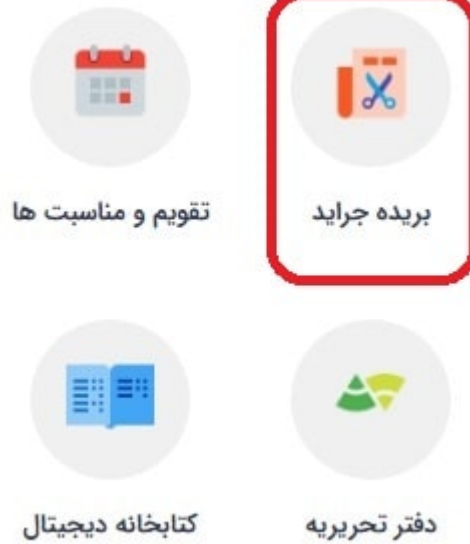 بریده جراید
تقویم و مناسبت ها
دفتر تحریریه
کتابخانه دیجیتال